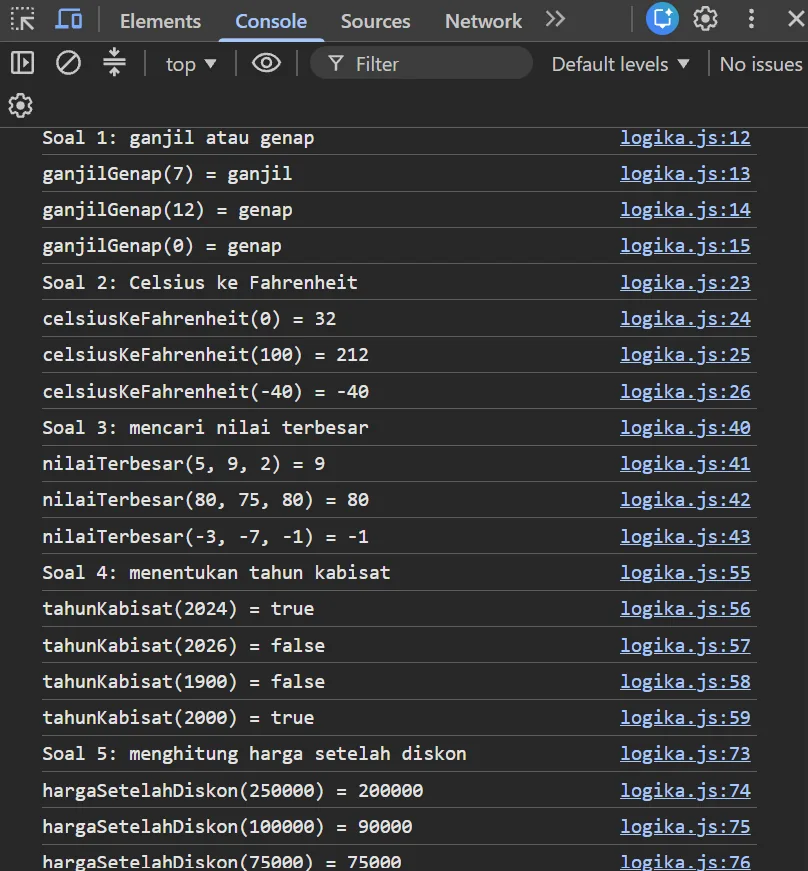 Elements Console Sources Network
top Filter Default levels No issues
Soal 1: ganjil atau genap logika.js:12
ganjilGenap(7) = ganjil logika.js:13
ganjilGenap(12) = genap logika.js:14
ganjilGenap(0) = genap logika.js:15
Soal 2: Celsius ke Fahrenheit logika.js:23
celsiusKeFahrenheit(0) = 32 logika.js:24
celsiusKeFahrenheit(100) = 212 logika.js:25
celsiusKeFahrenheit(-40) = -40 logika.js:26
Soal 3: mencari nilai terbesar logika.js:40
nilaiTerbesar(5, 9, 2) = 9 logika.js:41
nilaiTerbesar(80, 75, 80) = 80 logika.js:42
nilaiTerbesar(-3, -7, -1) = -1 logika.js:43
Soal 4: menentukan tahun kabisat logika.js:55
tahunKabisat(2024) = true logika.js:56
tahunKabisat(2026) = false logika.js:57
tahunKabisat(1900) = false logika.js:58
tahunKabisat(2000) = true logika.js:59
Soal 5: menghitung harga setelah diskon logika.js:73
hargaSetelahDiskon(250000) = 200000 logika.js:74
hargaSetelahDiskon(100000) = 90000 logika.js:75
hargaSetelahDiskon(75000) = 75000 logika.js:76